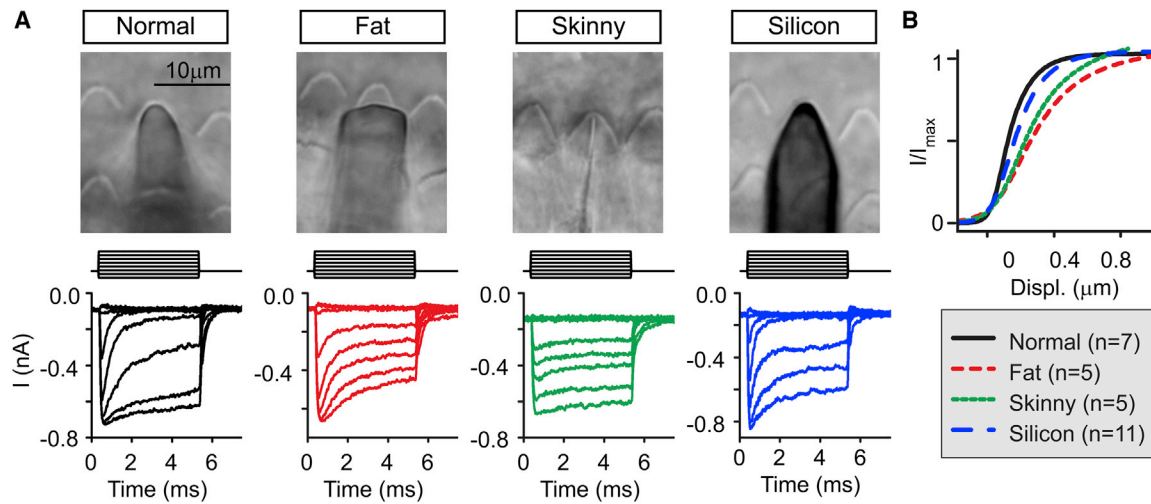 A
Normal
Fat
Skinny
Silicon
10μm
0.0
-0.4
-0.8
I (nA)
0 2 4 6
Time (ms)
0.0
-0.4
0 2 4 6
Time (ms)
0.0
-0.4
-0.8
0 2 4 6
Time (ms)
0.0
-0.4
-0.8
0 2 4 6
Time (ms)
B
1
0
I/Imax
0 0.4 0.8
Displ. (μm)
Normal (n=7)
Fat (n=5)
Skinny (n=5)
Silicon (n=11)